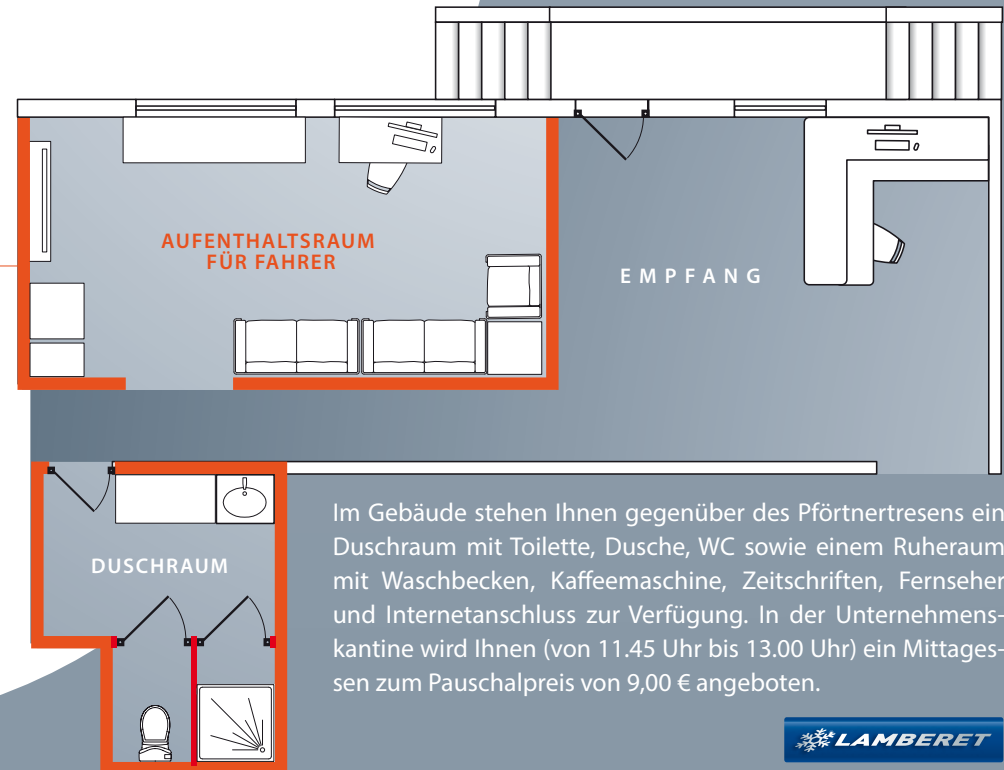 AUFENTHALTSRAUM
FÜR FAHRER
EMPFANG
DUSCHRAUM
Im Gebäude stehen Ihnen gegenüber des Pförtnertresens ein
Duschraum mit Toilette, Dusche, WC sowie einem Ruheraum
mit Waschbecken, Kaffeemaschine, Zeitschriften, Fernseher
und Internetanschluss zur Verfügung. In der Unternehmens-
kantine wird Ihnen (von 11.45 Uhr bis 13.00 Uhr) ein Mittages-
sen zum Pauschalpreis von 9,00 € angeboten.
LAMBERET